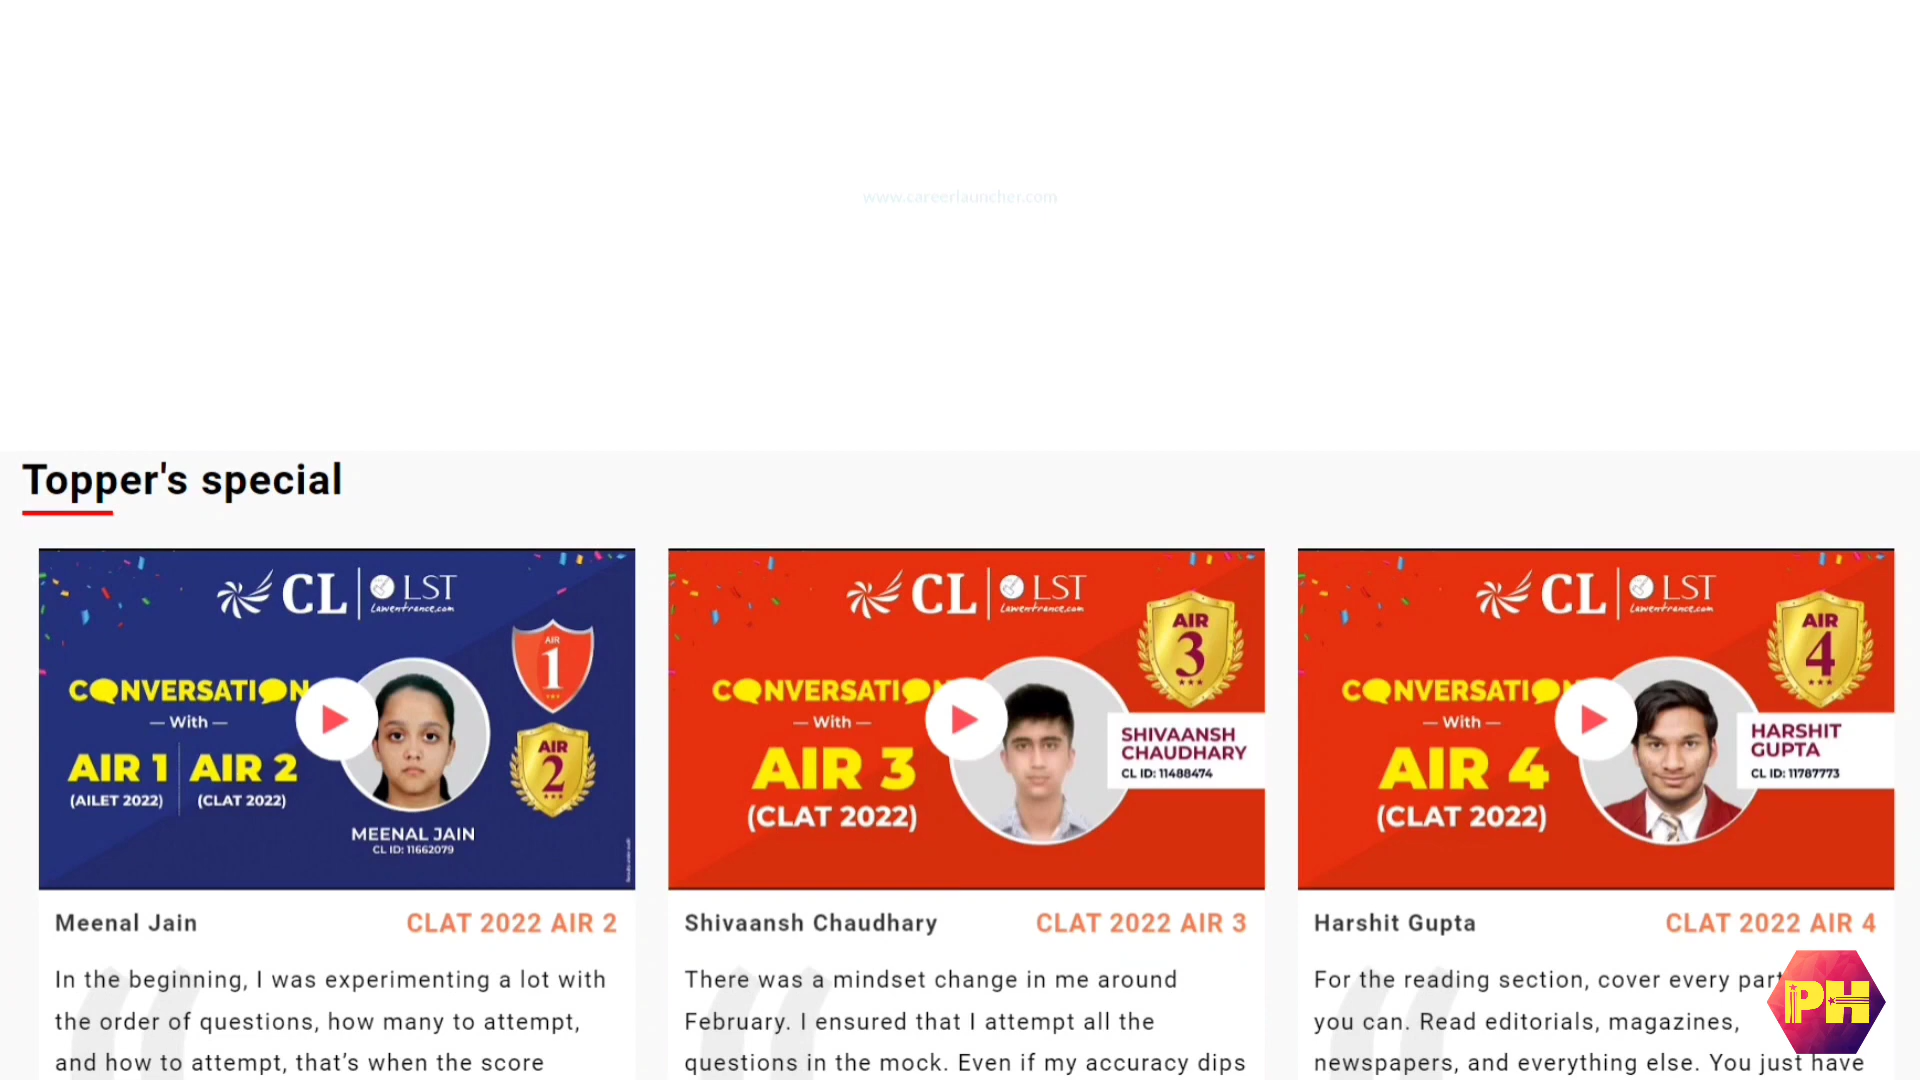 www.careerlauncher.com
Topper's special
CL LST
Lawentrance.com
AIR
1
CONVERSATION
With
AIR 1 AIR 2
(AILET 2022) (CLAT 2022)
AIR
2
MEENAL JAIN
CL ID: 11662079
CL LST
Lawentrance.com
AIR
3
CONVERSATION
With
AIR 3
(CLAT 2022)
SHIVAANSH
CHAUDHARY
CL ID: 11488474
CL LST
Lawentrance.com
AIR
4
CONVERSATION
With
AIR 4
(CLAT 2022)
HARSHIT
GUPTA
CL ID: 11787773
Meenal Jain CLAT 2022 AIR 2
In the beginning, I was experimenting a lot with
the order of questions, how many to attempt,
and how to attempt, that’s when the score
Shivaansh Chaudhary CLAT 2022 AIR 3
There was a mindset change in me around
February. I ensured that I attempt all the
questions in the mock. Even if my accuracy dips
Harshit Gupta CLAT 2022 AIR 4
For the reading section, cover every part
you can. Read editorials, magazines,
newspapers, and everything else. You just have
PH